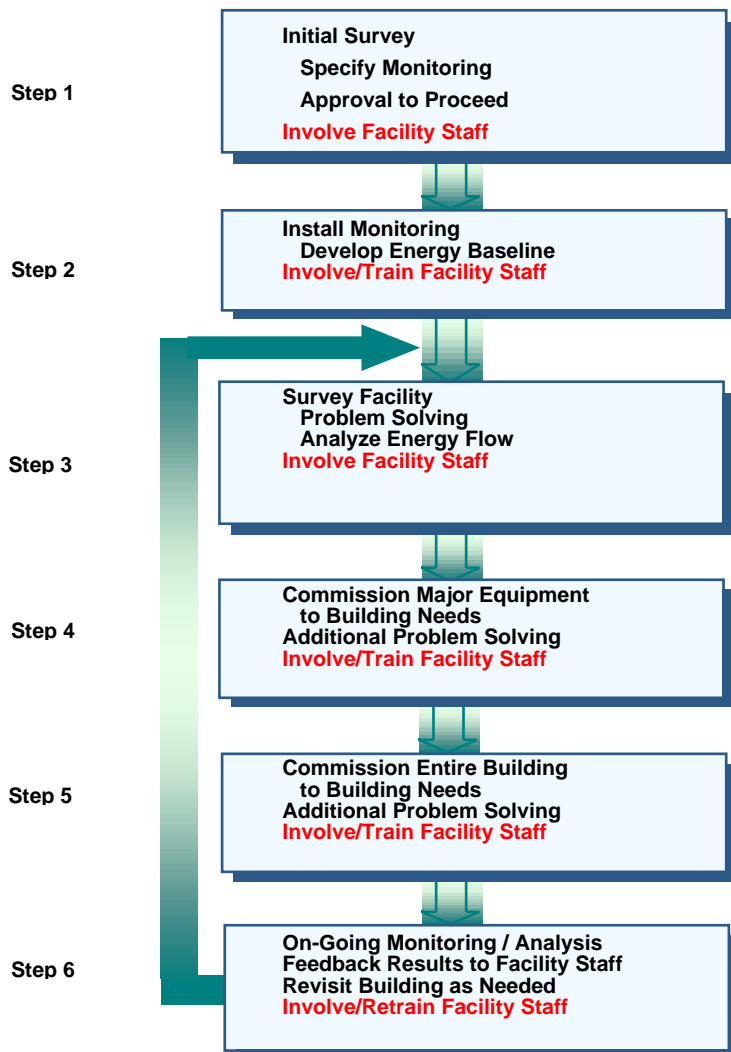 Step 1
Initial Survey
Specify Monitoring
Approval to Proceed
Involve Facility Staff
Step 2
Install Monitoring
Develop Energy Baseline
Involve/Train Facility Staff
Step 3
Survey Facility
Problem Solving
Analyze Energy Flow
Involve Facility Staff
Step 4
Commission Major Equipment
to Building Needs
Additional Problem Solving
Involve/Train Facility Staff
Step 5
Commission Entire Building
to Building Needs
Additional Problem Solving
Involve/Train Facility Staff
Step 6
On-Going Monitoring / Analysis
Feedback Results to Facility Staff
Revisit Building as Needed
Involve/Retrain Facility Staff